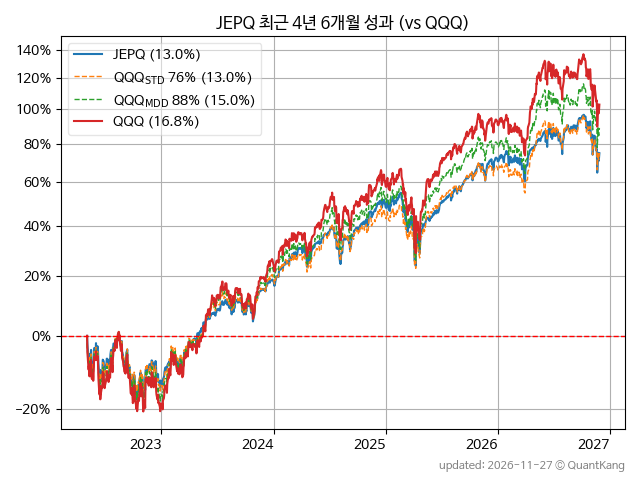 JEPQ 최근 4년 6개월 성과 (vs QQQ)
JEPQ (13.0%)
QQQSTD 76% (13.0%)
QQQMDD 88% (15.0%)
QQQ (16.8%)
140%
120%
100%
80%
60%
40%
20%
0%
−20%
2023
2024
2025
2026
2027
updated: 2026-11-27 © QuantKang